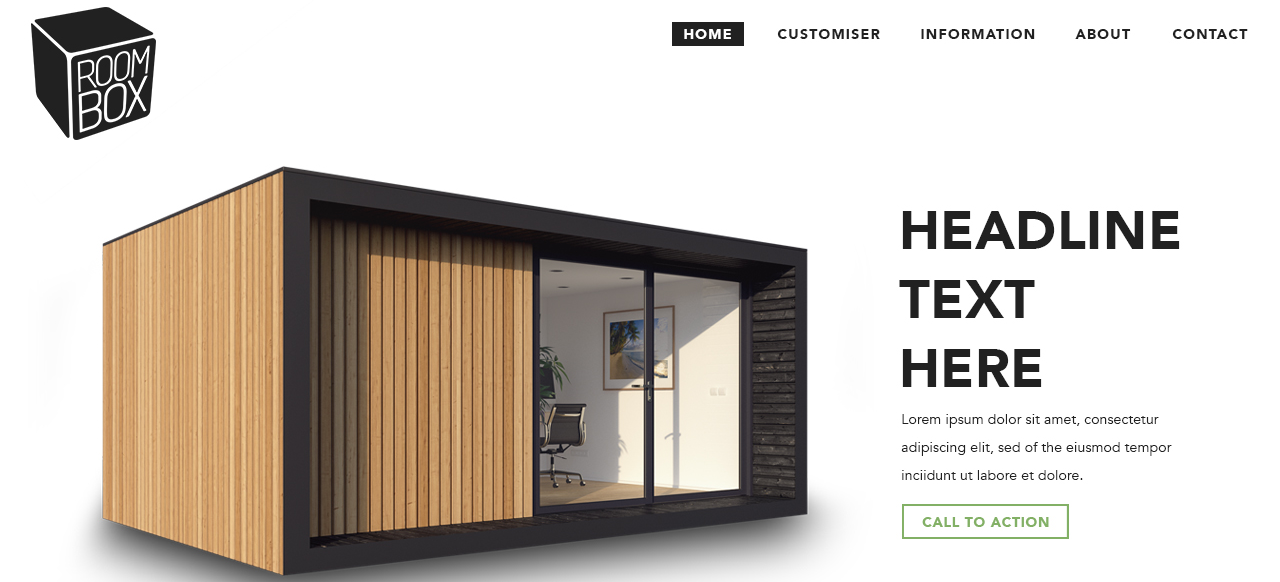 ROOM
BOX
HOME CUSTOMISER INFORMATION ABOUT CONTACT
HEADLINE
TEXT
HERE
Lorem ipsum dolor sit amet, consectetur
adipiscing elit, sed of the eiusmod tempor
inciidunt ut labore et dolore.
CALL TO ACTION